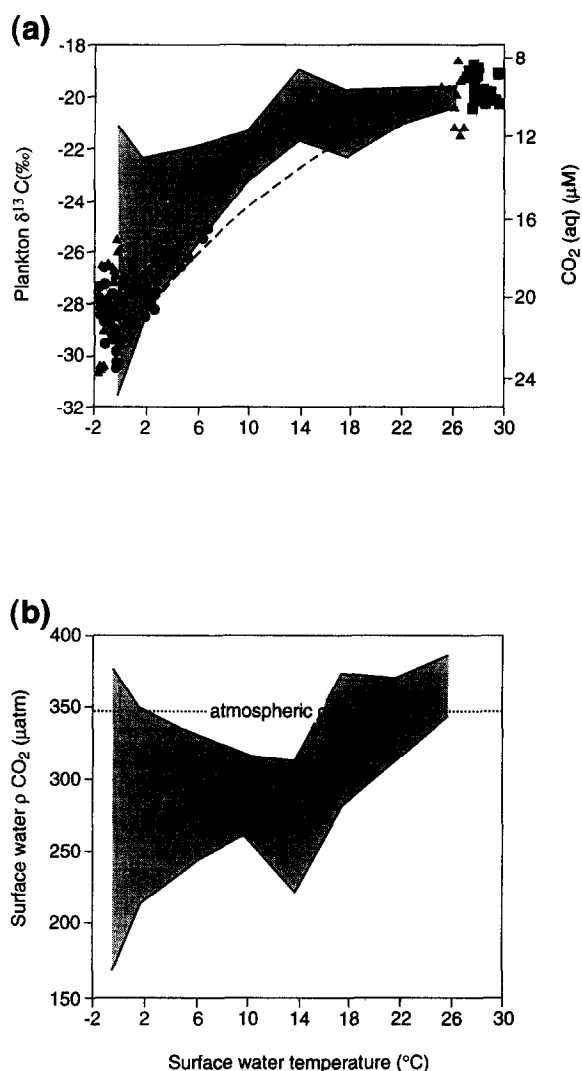 (a)
-18
-20
-22
-24
-26
-28
-30
-32
Plankton δ¹³ C(‰)
8
12
16
20
24
CO₂ (aq) (μM)
-2 2 6 10 14 18 22 26 30
(b)
400
350
300
250
200
150
Surface water ρ CO₂ (μatm)
atmospheric
-2 2 6 10 14 18 22 26 30
Surface water temperature (°C)